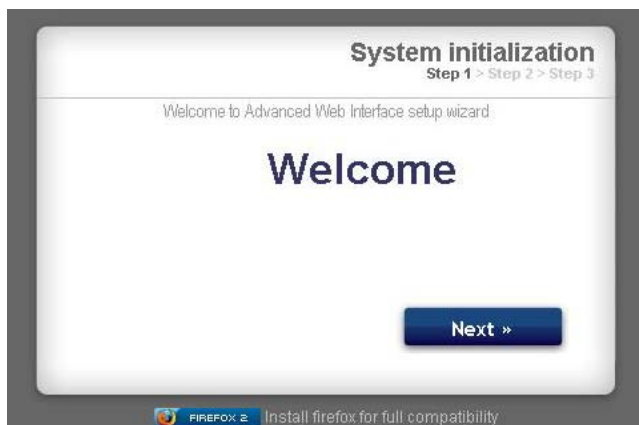 System initialization
Step 1 > Step 2 > Step 3
Welcome to Advanced Web Interface setup wizard
Welcome
Next »
FIREFOX 2 Install firefox for full compatibility